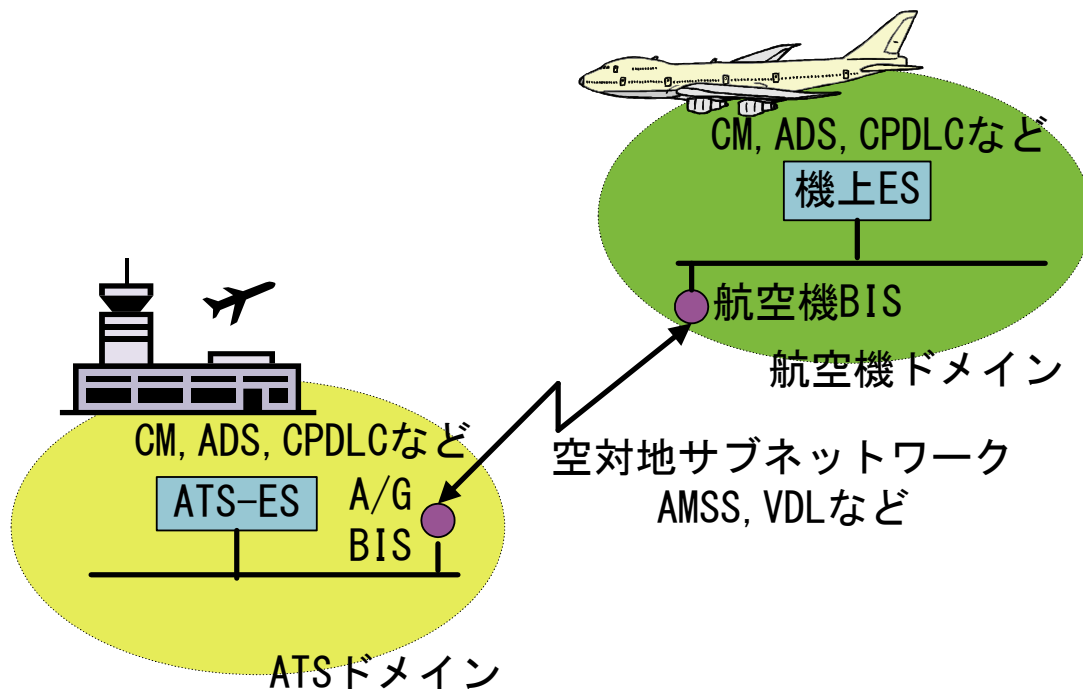 CM, ADS, CPDLCなど
機上ES
航空機BIS
航空機ドメイン
CM, ADS, CPDLCなど
ATS-ES
A/G
BIS
空対地サブネットワーク
AMSS, VDLなど
ATSドメイン